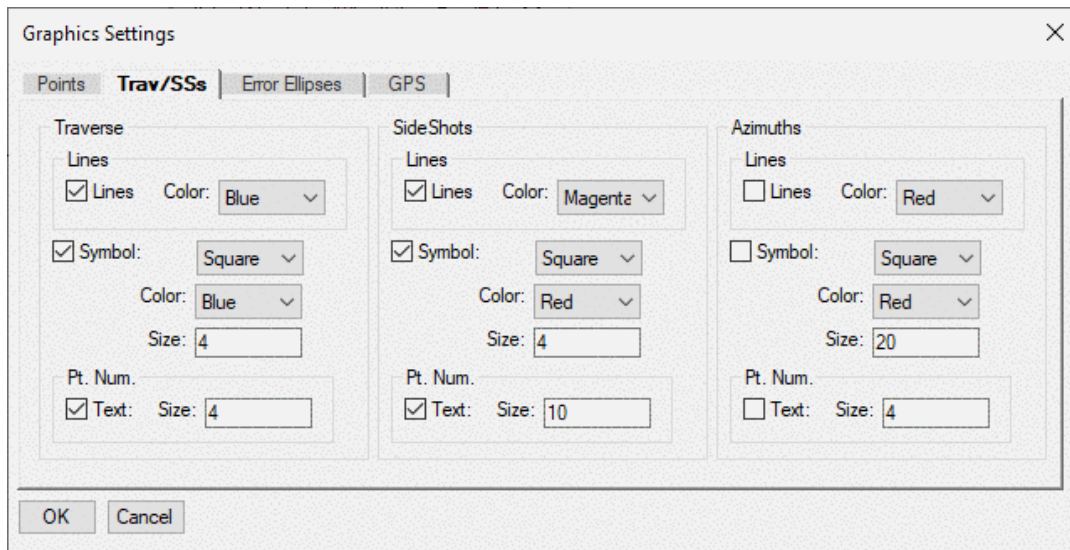 Graphics Settings
Points Trav/SSs Error Ellipses GPS
Traverse
Lines
Lines Color: Blue
Symbol: Square
Color: Blue
Size: 4
Pt. Num.
Text: Size: 4
SideShots
Lines
Lines Color: Magenta
Symbol: Square
Color: Red
Size: 4
Pt. Num.
Text: Size: 10
Azimuths
Lines
Lines Color: Red
Symbol: Square
Color: Red
Size: 20
Pt. Num.
Text: Size: 4
OK Cancel